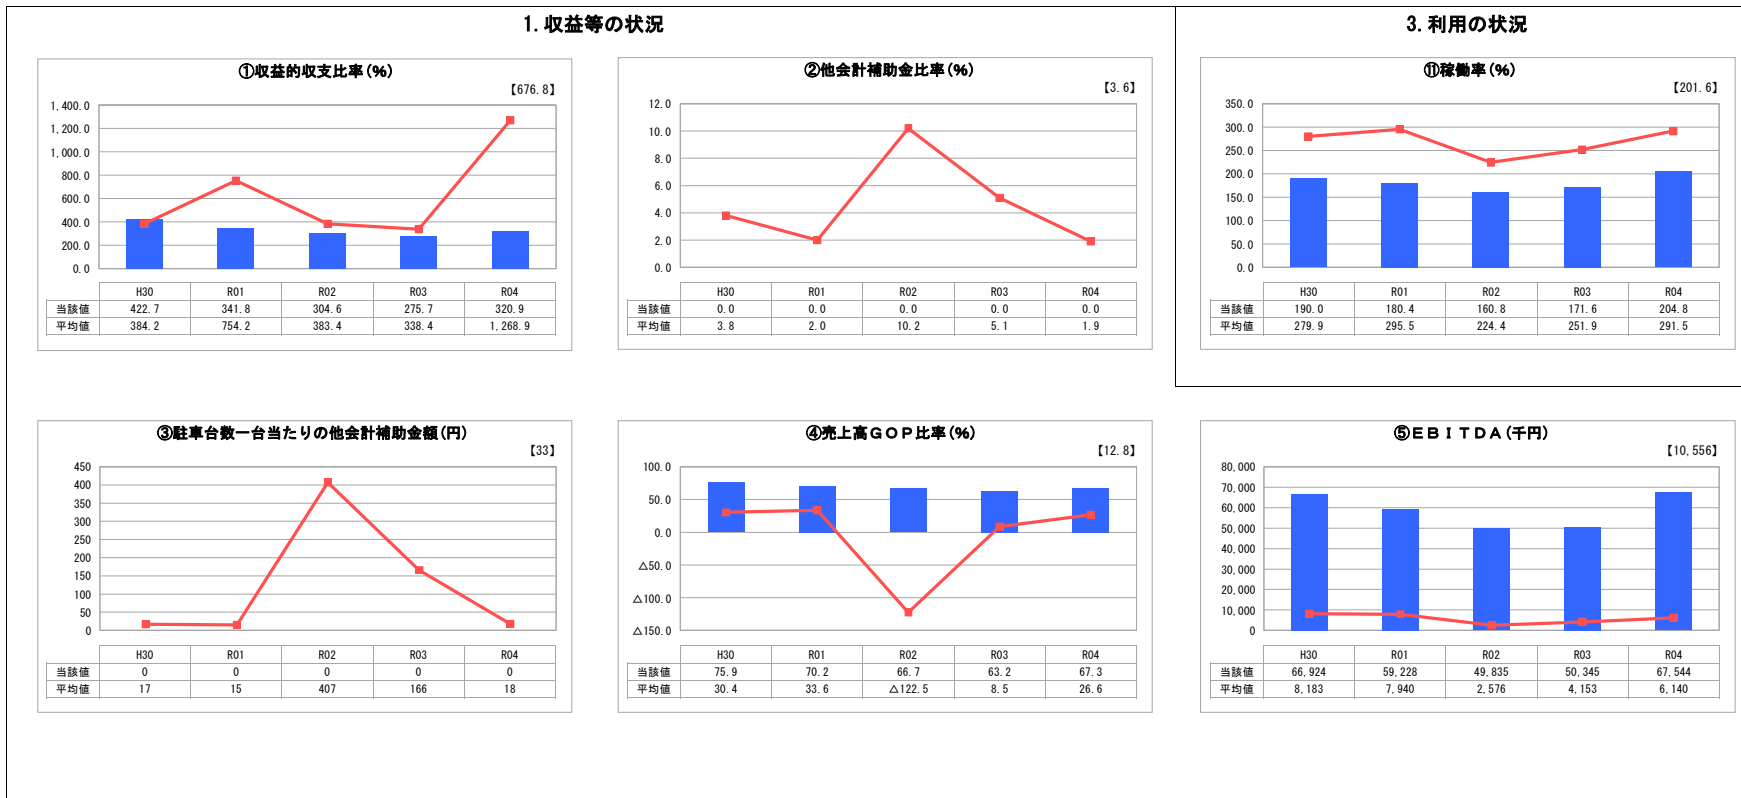 1. 収益等の状況
3. 利用の状況
①収益的収支比率(%)
【676.8】
1,400.0
1,200.0
1,000.0
800.0
600.0
400.0
200.0
0.0
H30 R01 R02 R03 R04
当該値 422.7 341.8 304.6 275.7 320.9
平均値 384.2 754.2 383.4 338.4 1,268.9
②他会計補助金比率(%)
【3.6】
12.0
10.0
8.0
6.0
4.0
2.0
0.0
H30 R01 R02 R03 R04
当該値 0.0 0.0 0.0 0.0 0.0
平均値 3.8 2.0 10.2 5.1 1.9
⑪稼働率(%)
【201.6】
350.0
300.0
250.0
200.0
150.0
100.0
50.0
0.0
H30 R01 R02 R03 R04
当該値 190.0 180.4 160.8 171.6 204.8
平均値 279.9 295.5 224.4 251.9 291.5
③駐車台数一台当たりの他会計補助金額(円)
【33】
450
400
350
300
250
200
150
100
50
0
H30 R01 R02 R03 R04
当該値 0 0 0 0 0
平均値 17 15 407 166 18
④売上高GOP比率(%)
【12.8】
100.0
50.0
0.0
△50.0
△100.0
△150.0
H30 R01 R02 R03 R04
当該値 75.9 70.2 66.7 63.2 67.3
平均値 30.4 33.6 △122.5 8.5 26.6
⑤EBITDA(千円)
【10,556】
80,000
70,000
60,000
50,000
40,000
30,000
20,000
10,000
0
H30 R01 R02 R03 R04
当該値 66,924 59,228 49,835 50,345 67,544
平均値 8,183 7,940 2,576 4,153 6,140